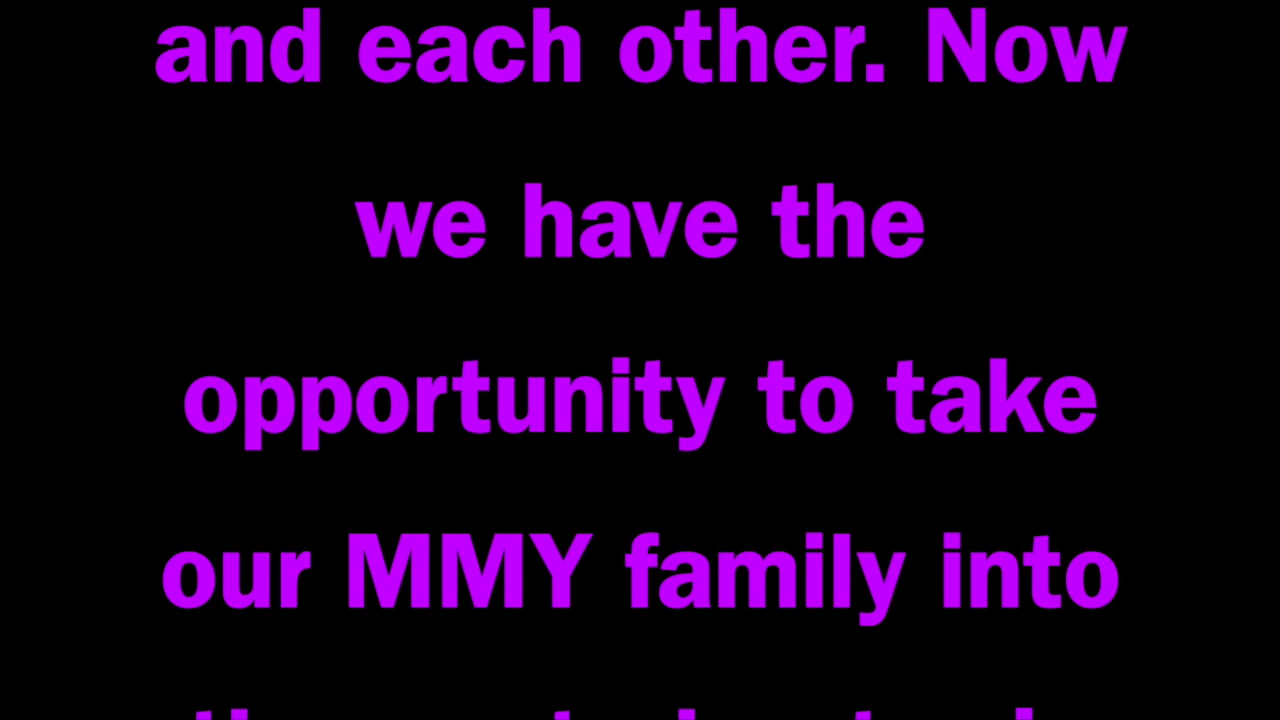 and each other. Now
we have the
opportunity to take
our MMY family into